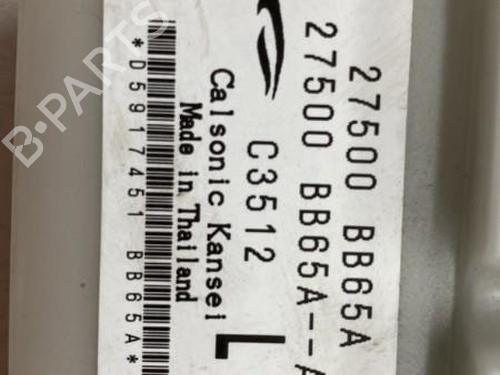 27500 BB65A
27500 BB65A--A
C3512
Calsonic Kansei
L
Made in Thailand
*D5917451 BB65A*
B-PARTS